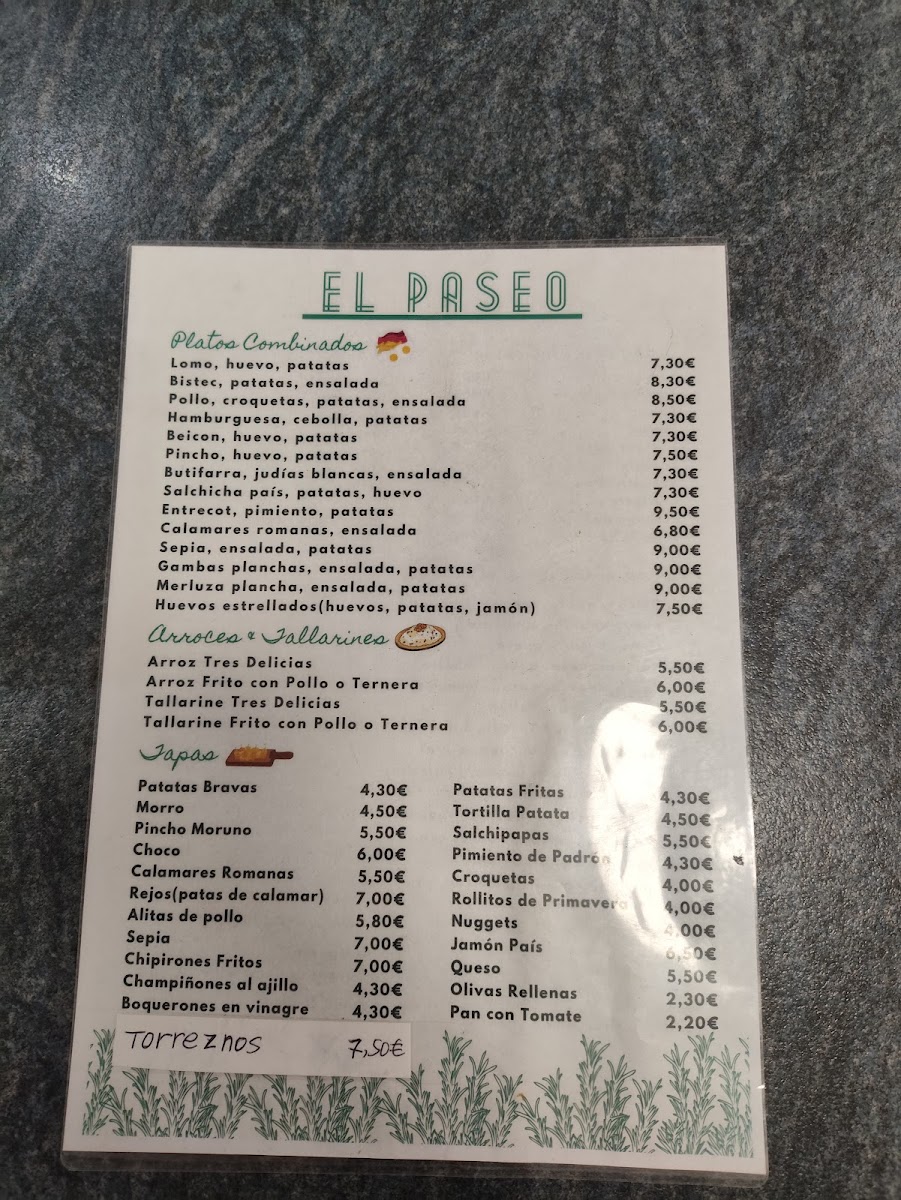 EL PASEO
Platos Combinados
Lomo, huevo, patatas 7,30€
Bistec, patatas, ensalada 8,30€
Pollo, croquetas, patatas, ensalada 8,50€
Hamburguesa, cebolla, patatas 7,30€
Beicon, huevo, patatas 7,30€
Pincho, huevo, patatas 7,50€
Butifarra, judías blancas, ensalada 7,30€
Salchicha país, patatas, huevo 7,30€
Entrecot, pimiento, patatas 9,50€
Calamares romanas, ensalada 6,80€
Sepia, ensalada, patatas 9,00€
Gambas planchas, ensalada, patatas 9,00€
Merluza plancha, ensalada, patatas 9,00€
Huevos estrellados(huevos, patatas, jamón) 7,50€
Arroces & Tallarines
Arroz Tres Delicias 5,50€
Arroz Frito con Pollo o Ternera 6,00€
Tallarine Tres Delicias 5,50€
Tallarine Frito con Pollo o Ternera 6,00€
Tapas
Patatas Bravas 4,30€
Morro 4,50€
Pincho Moruno 5,50€
Choco 6,00€
Calamares Romanas 5,50€
Rejos(patas de calamar) 7,00€
Alitas de pollo 5,80€
Sepia 7,00€
Chipirones Fritos 7,00€
Champiñones al ajillo 4,30€
Boquerones en vinagre 4,30€
Torreznos 7,50€
Patatas Fritas 4,30€
Tortilla Patata 4,50€
Salchipapas 5,50€
Pimiento de Padrón 4,30€
Croquetas 4,00€
Rollitos de Primavera 4,00€
Nuggets 4,00€
Jamón País 6,50€
Queso 5,50€
Olivas Rellenas 2,30€
Pan con Tomate 2,20€